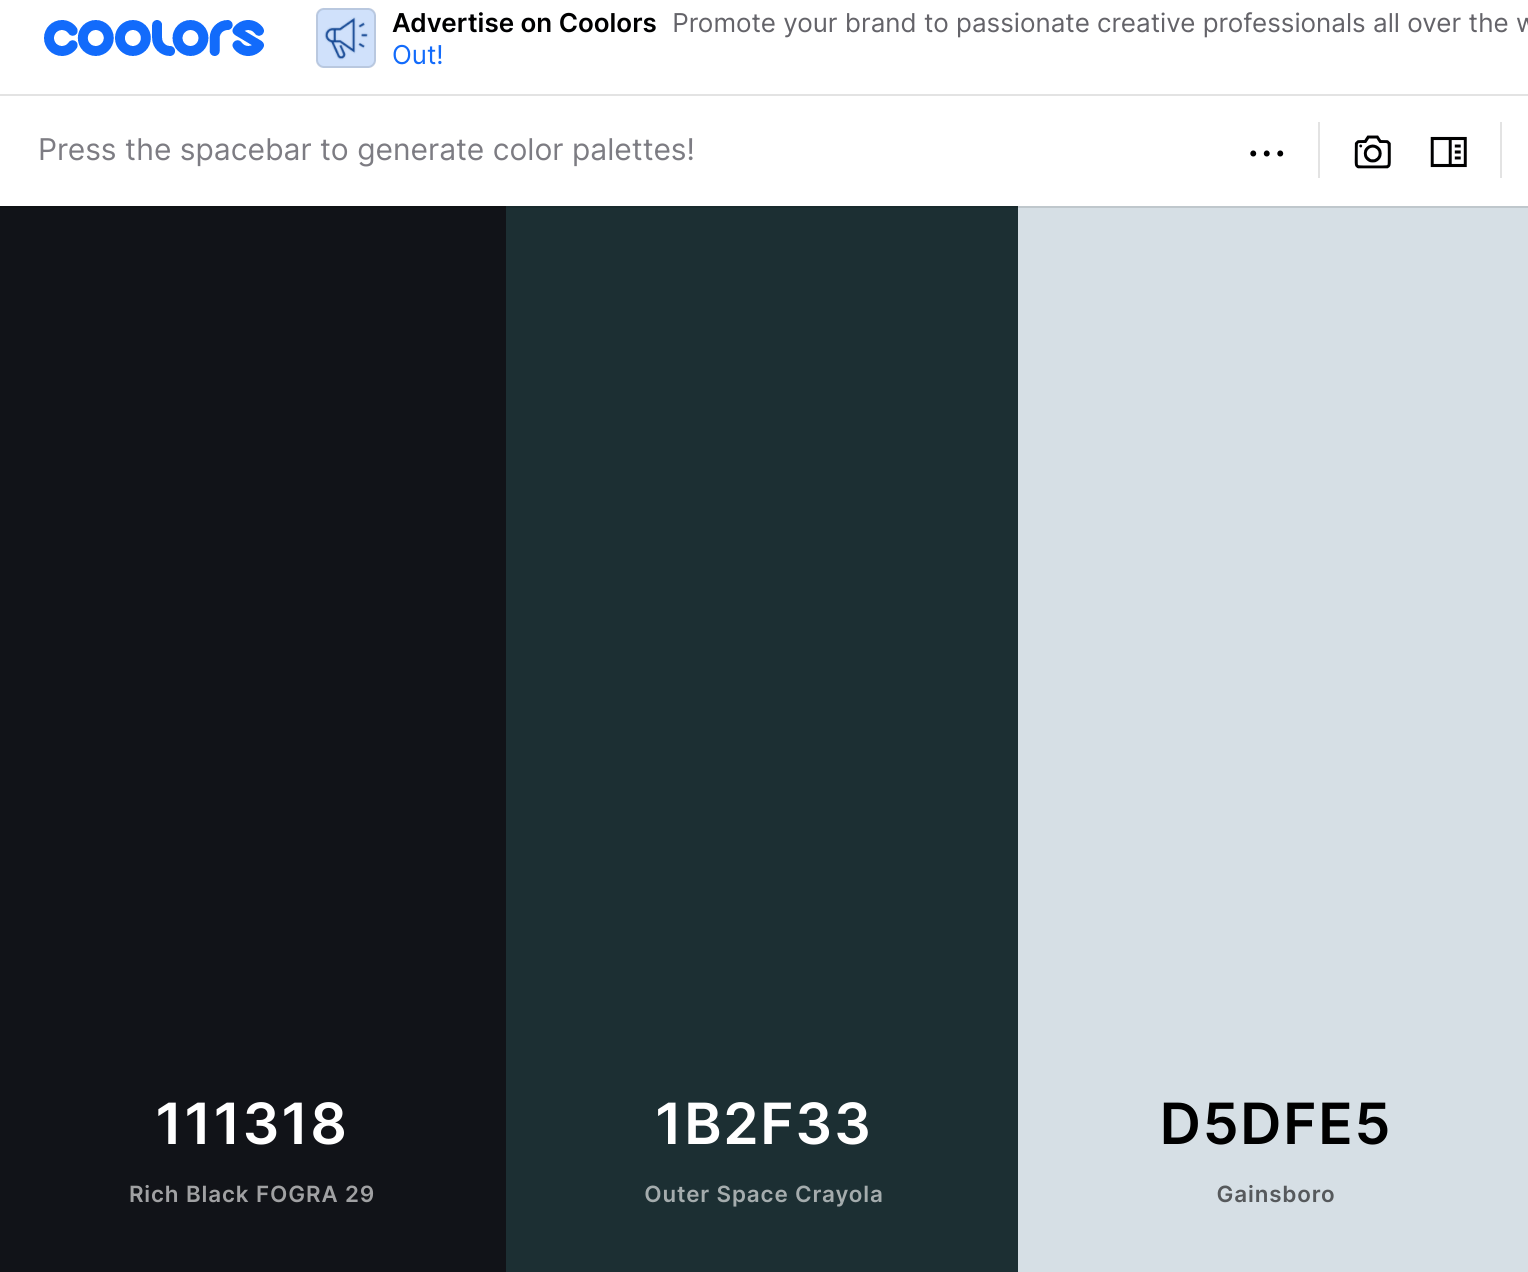 coolors
Advertise on Coolors Promote your brand to passionate creative professionals all over the
Out!
Press the spacebar to generate color palettes!
111318
1B2F33
D5DFE5
Rich Black FOGRA 29
Outer Space Crayola
Gainsboro